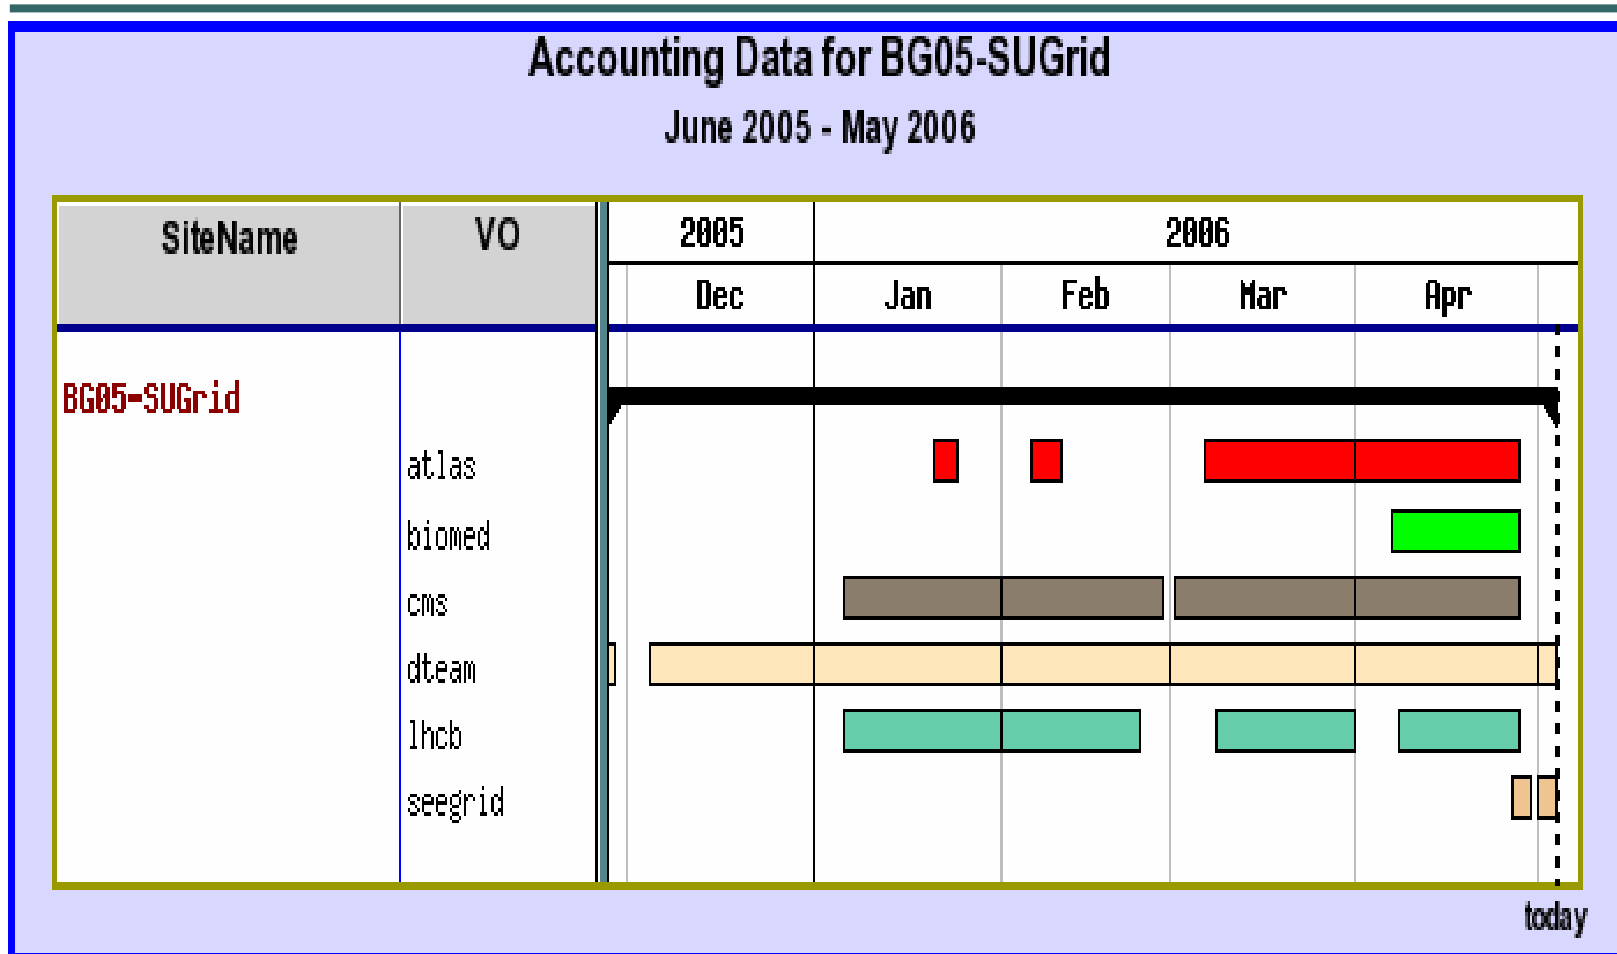 Accounting Data for BG05-SUGrid
June 2005 - May 2006
SiteName VO 2005 2006
Dec Jan Feb Mar Apr
BG05-SUGrid
atlas
biomed
cms
dteam
lhcb
seegrid
today